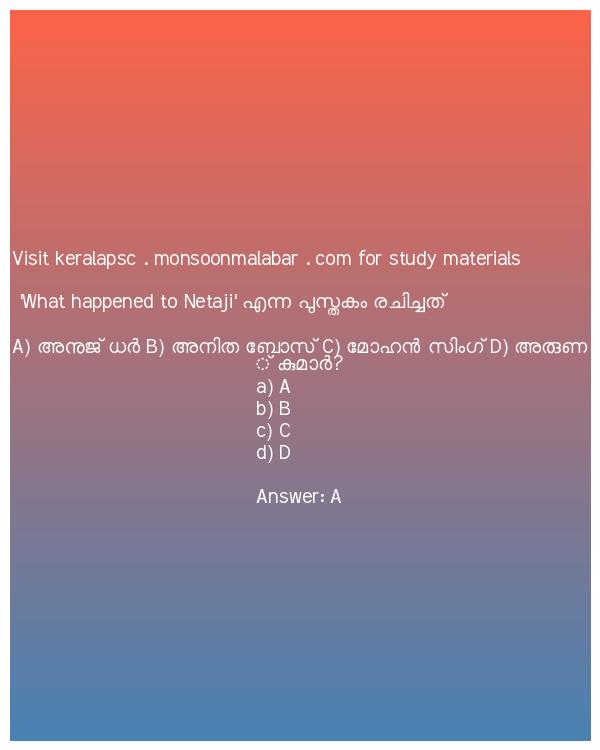 Visit keralapsc . monsoonmalabar . com for study materials
'What happened to Netaji' എന്ന പുസ്തകം രചിച്ചത്
A) അനുജ് ധർ B) അനിത ബോസ് C) മോഹൻ സിംഗ് D) അരുണ
് കുമാർ?
a) A
b) B
c) C
d) D
Answer: A